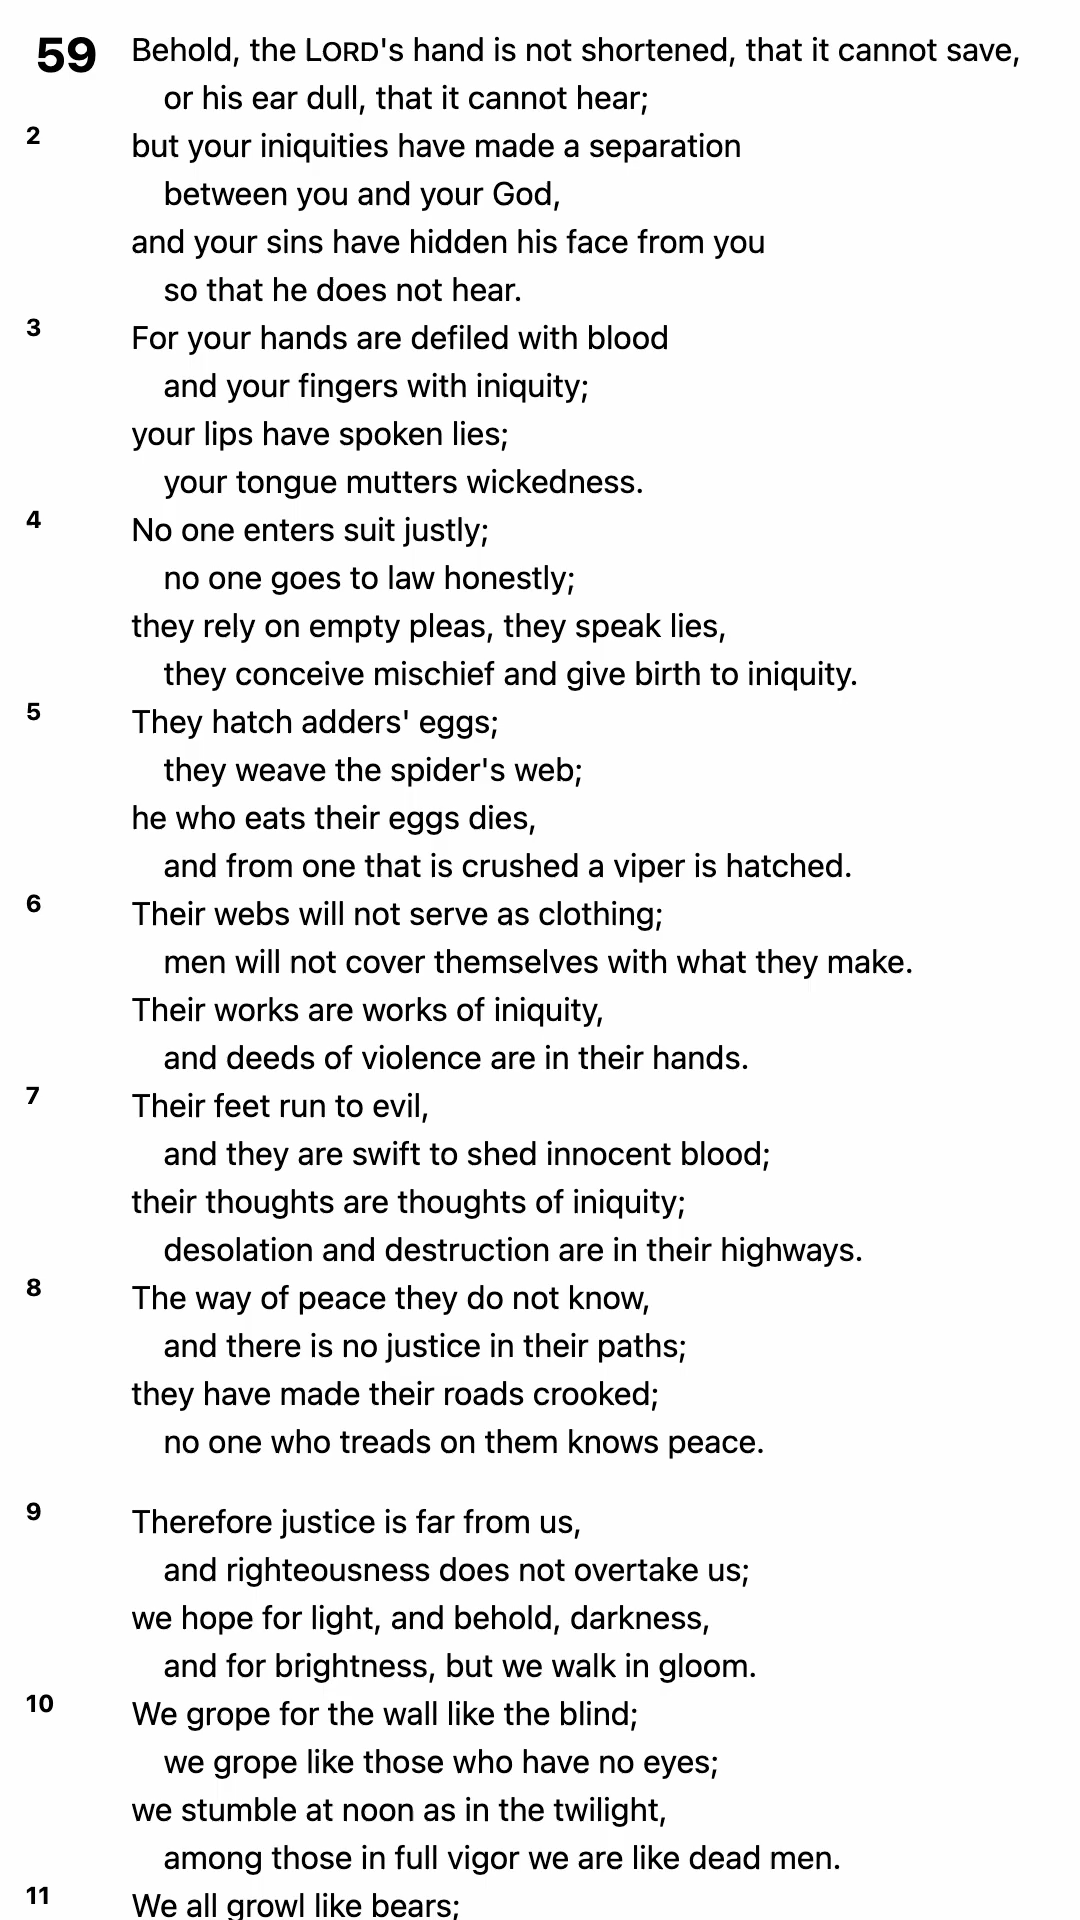 59 Behold, the LORD's hand is not shortened, that it cannot save,
or his ear dull, that it cannot hear;
2 but your iniquities have made a separation
between you and your God,
and your sins have hidden his face from you
so that he does not hear.
3 For your hands are defiled with blood
and your fingers with iniquity;
your lips have spoken lies;
your tongue mutters wickedness.
4 No one enters suit justly;
no one goes to law honestly;
they rely on empty pleas, they speak lies,
they conceive mischief and give birth to iniquity.
5 They hatch adders' eggs;
they weave the spider's web;
he who eats their eggs dies,
and from one that is crushed a viper is hatched.
6 Their webs will not serve as clothing;
men will not cover themselves with what they make.
Their works are works of iniquity,
and deeds of violence are in their hands.
7 Their feet run to evil,
and they are swift to shed innocent blood;
their thoughts are thoughts of iniquity;
desolation and destruction are in their highways.
8 The way of peace they do not know,
and there is no justice in their paths;
they have made their roads crooked;
no one who treads on them knows peace.
9 Therefore justice is far from us,
and righteousness does not overtake us;
we hope for light, and behold, darkness,
and for brightness, but we walk in gloom.
10 We grope for the wall like the blind;
we grope like those who have no eyes;
we stumble at noon as in the twilight,
among those in full vigor we are like dead men.
11 We all growl like bears;